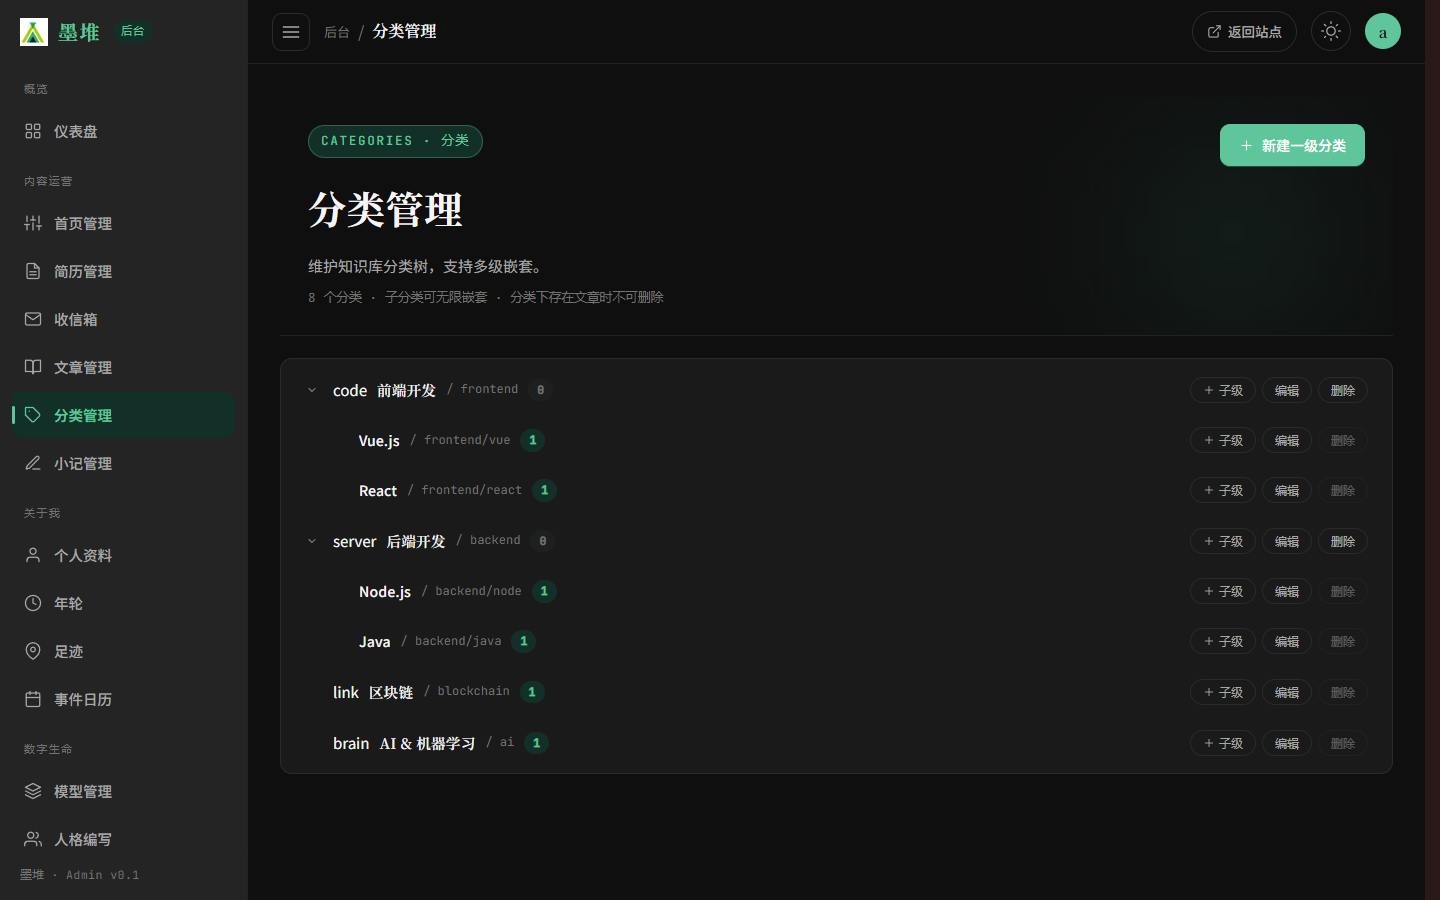 墨堆 后台
概览
仪表盘
内容运营
首页管理
简历管理
收信箱
文章管理
分类管理
小记管理
关于我
个人资料
年轮
足迹
事件日历
数字生命
模型管理
人格编写
墨堆 · Admin v0.1
后台 / 分类管理
返回站点
a
CATEGORIES · 分类
新建一级分类
分类管理
维护知识库分类树，支持多级嵌套。
8 个分类 · 子分类可无限嵌套 · 分类下存在文章时不可删除
code 前端开发 / frontend 0 + 子级 编辑 删除
Vue.js / frontend/vue 1 + 子级 编辑 删除
React / frontend/react 1 + 子级 编辑 删除
server 后端开发 / backend 0 + 子级 编辑 删除
Node.js / backend/node 1 + 子级 编辑 删除
Java / backend/java 1 + 子级 编辑 删除
link 区块链 / blockchain 1 + 子级 编辑 删除
brain AI & 机器学习 / ai 1 + 子级 编辑 删除